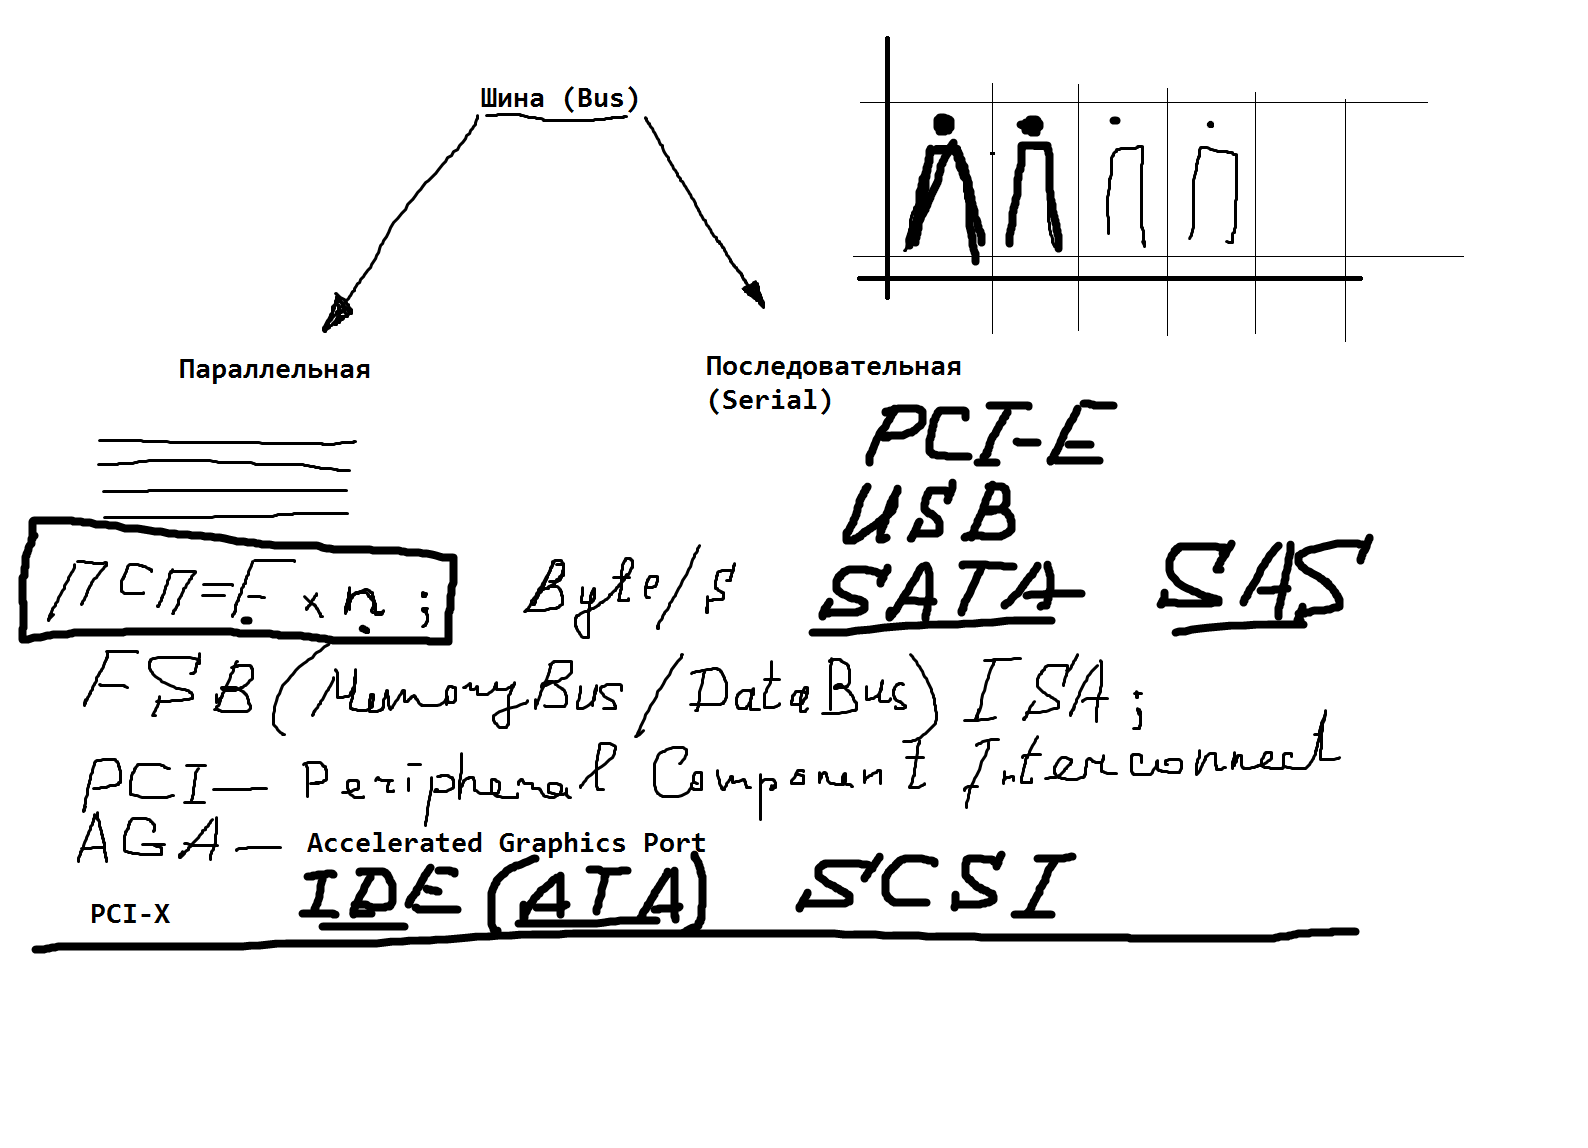 Шина (Bus)
Параллельная
Последовательная
(Serial)
PCI-E
USB
SATA SAS
ПСП=F x n; Byte/s
FSB (MemoryBus/DataBus) ISA;
PCI— Peripheral Component Interconnect
AGA— Accelerated Graphics Port
PCI-X IDE (ATA) SCSI